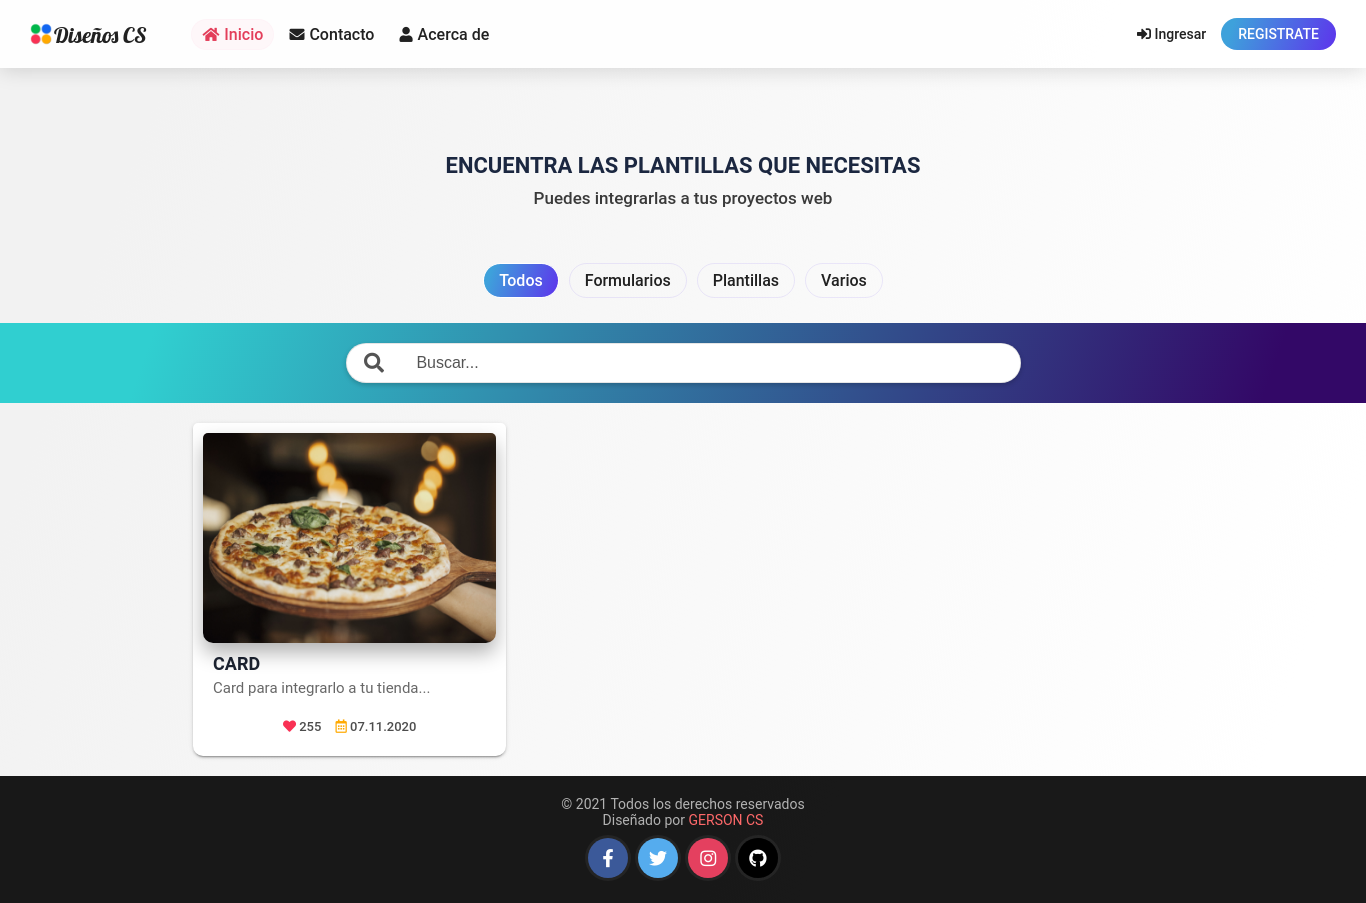 Diseños CS
Inicio
Contacto
Acerca de
Ingresar
REGISTRATE
ENCUENTRA LAS PLANTILLAS QUE NECESITAS
Puedes integrarlas a tus proyectos web
Todos
Formularios
Plantillas
Varios
Buscar...
CARD
Card para integrarlo a tu tienda...
255
07.11.2020
© 2021 Todos los derechos reservados
Diseñado por GERSON CS